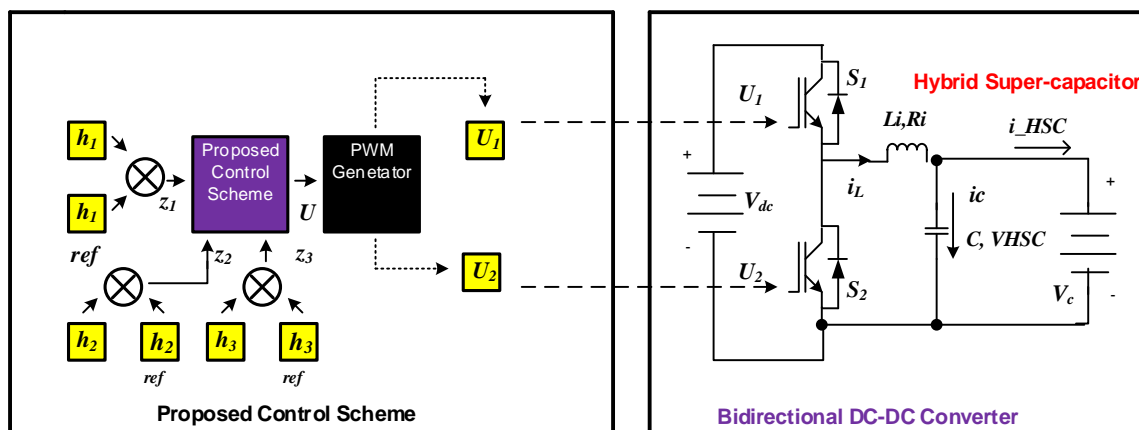 h1
h1
ref
z1
Proposed
Control
Scheme
U
PWM
Genetator
z2
z3
h2
h2
ref
h3
h3
ref
U1
U2
Proposed Control Scheme
Hybrid Super-capacitor
U1
S1
Li,Ri
i_HSC
+
iL
Vdc
-
ic
C, VHSC
+
U2
S2
Vc
-
Bidirectional DC-DC Converter